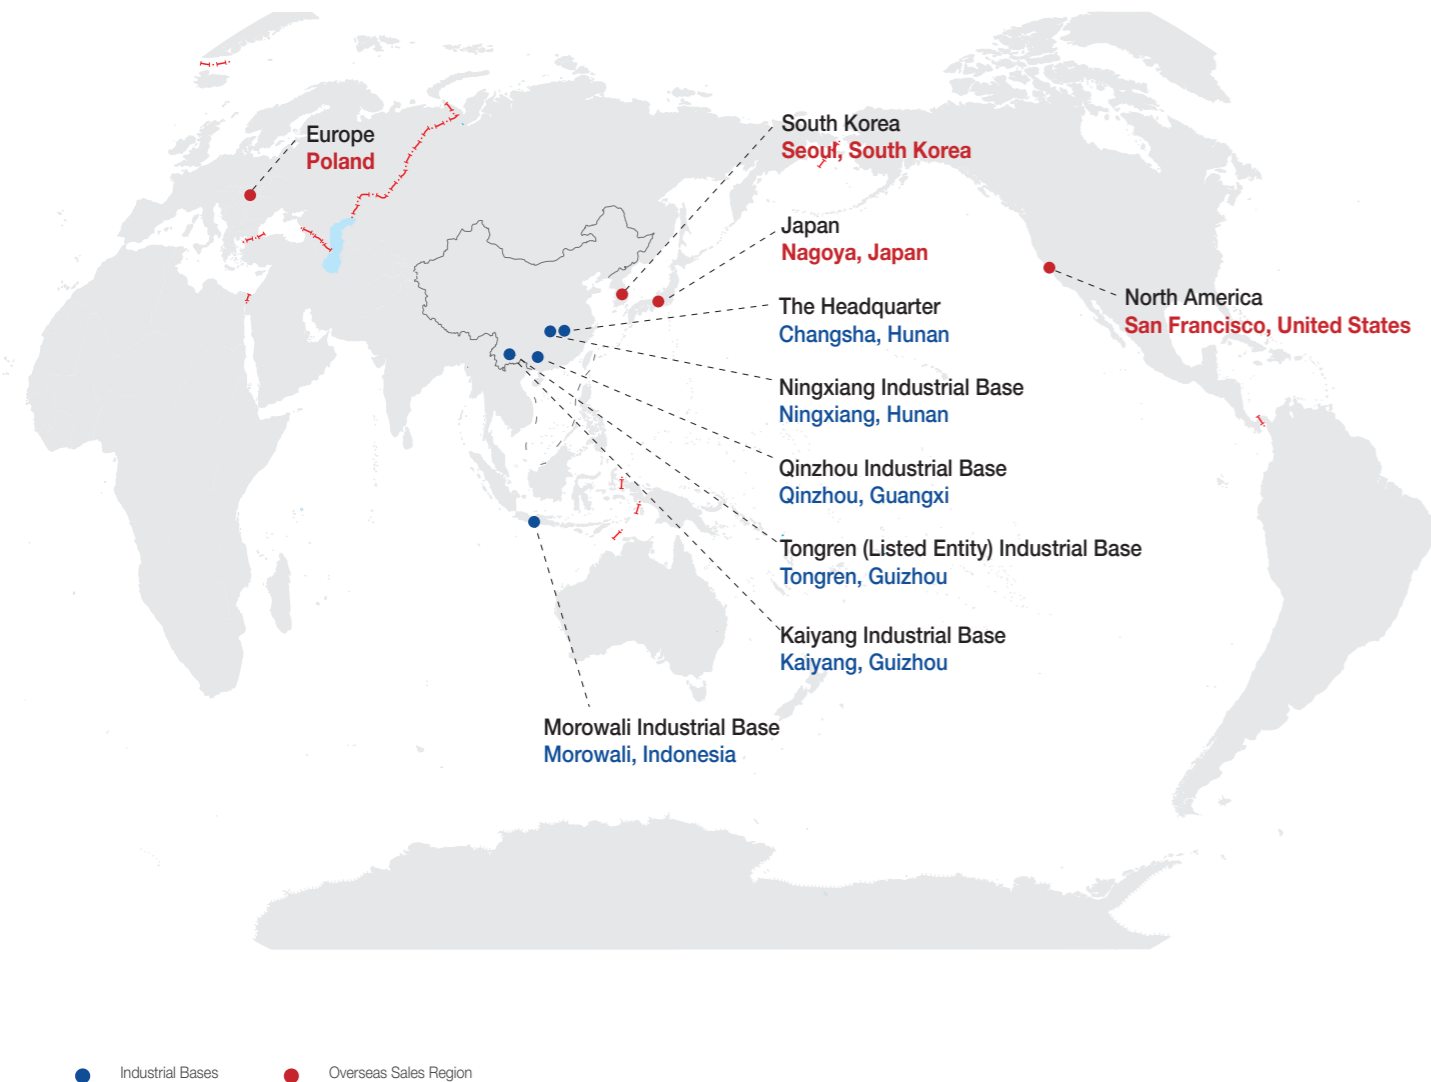 Europe
Poland
South Korea
Seoul, South Korea
Japan
Nagoya, Japan
The Headquarter
Changsha, Hunan
North America
San Francisco, United States
Ningxiang Industrial Base
Ningxiang, Hunan
Qinzhou Industrial Base
Qinzhou, Guangxi
Tongren (Listed Entity) Industrial Base
Tongren, Guizhou
Kaiyang Industrial Base
Kaiyang, Guizhou
Morowali Industrial Base
Morowali, Indonesia
Industrial Bases
Overseas Sales Region